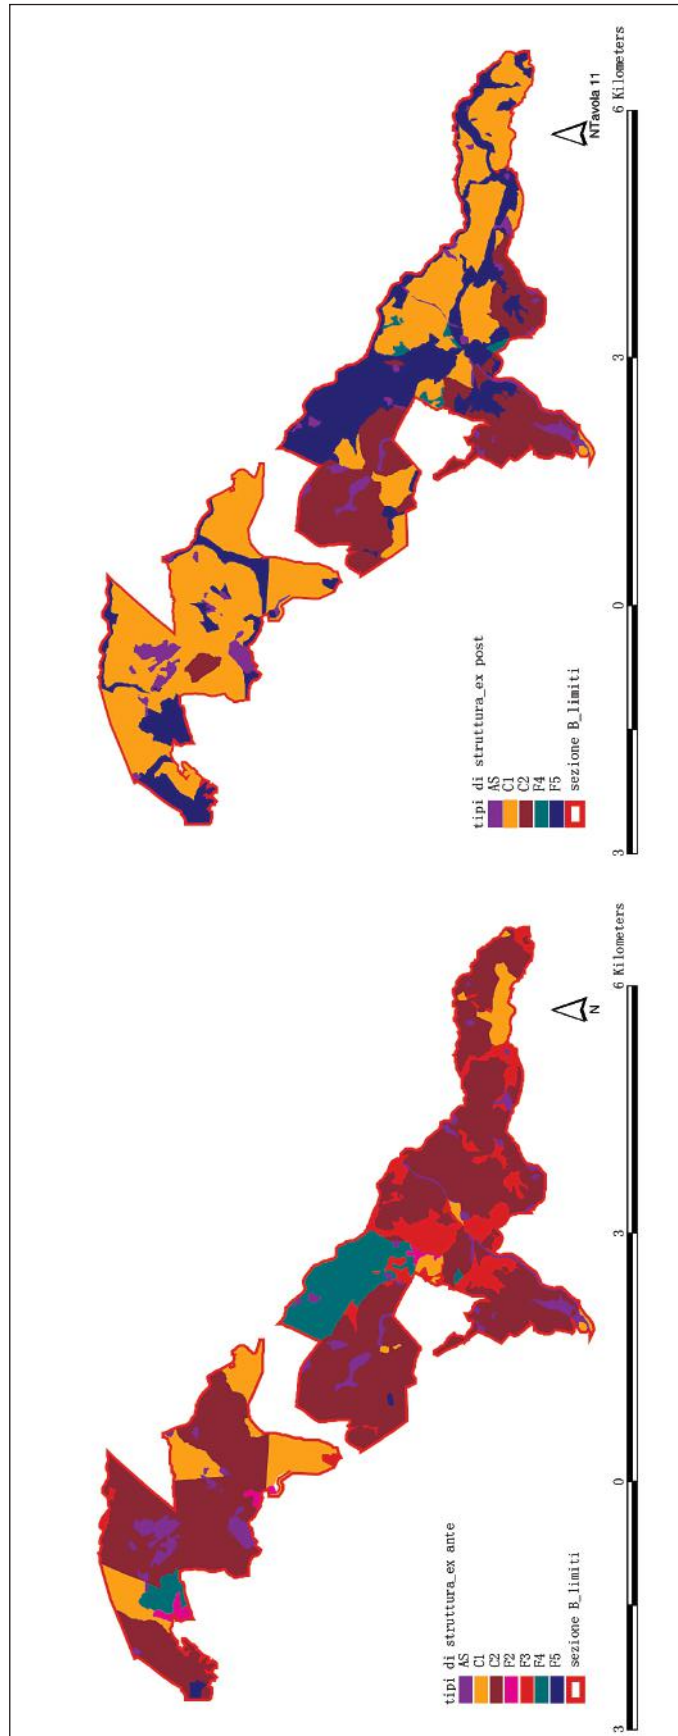 tipi di struttura_ex ante
AS
C1
C2
F2
F3
F4
F5
sezione B_limiti
3
0
3
6 Kilometers
N
tipi di struttura_ex post
AS
C1
C2
F4
F5
sezione B_limiti
3
0
3
6 Kilometers
NTavola 11